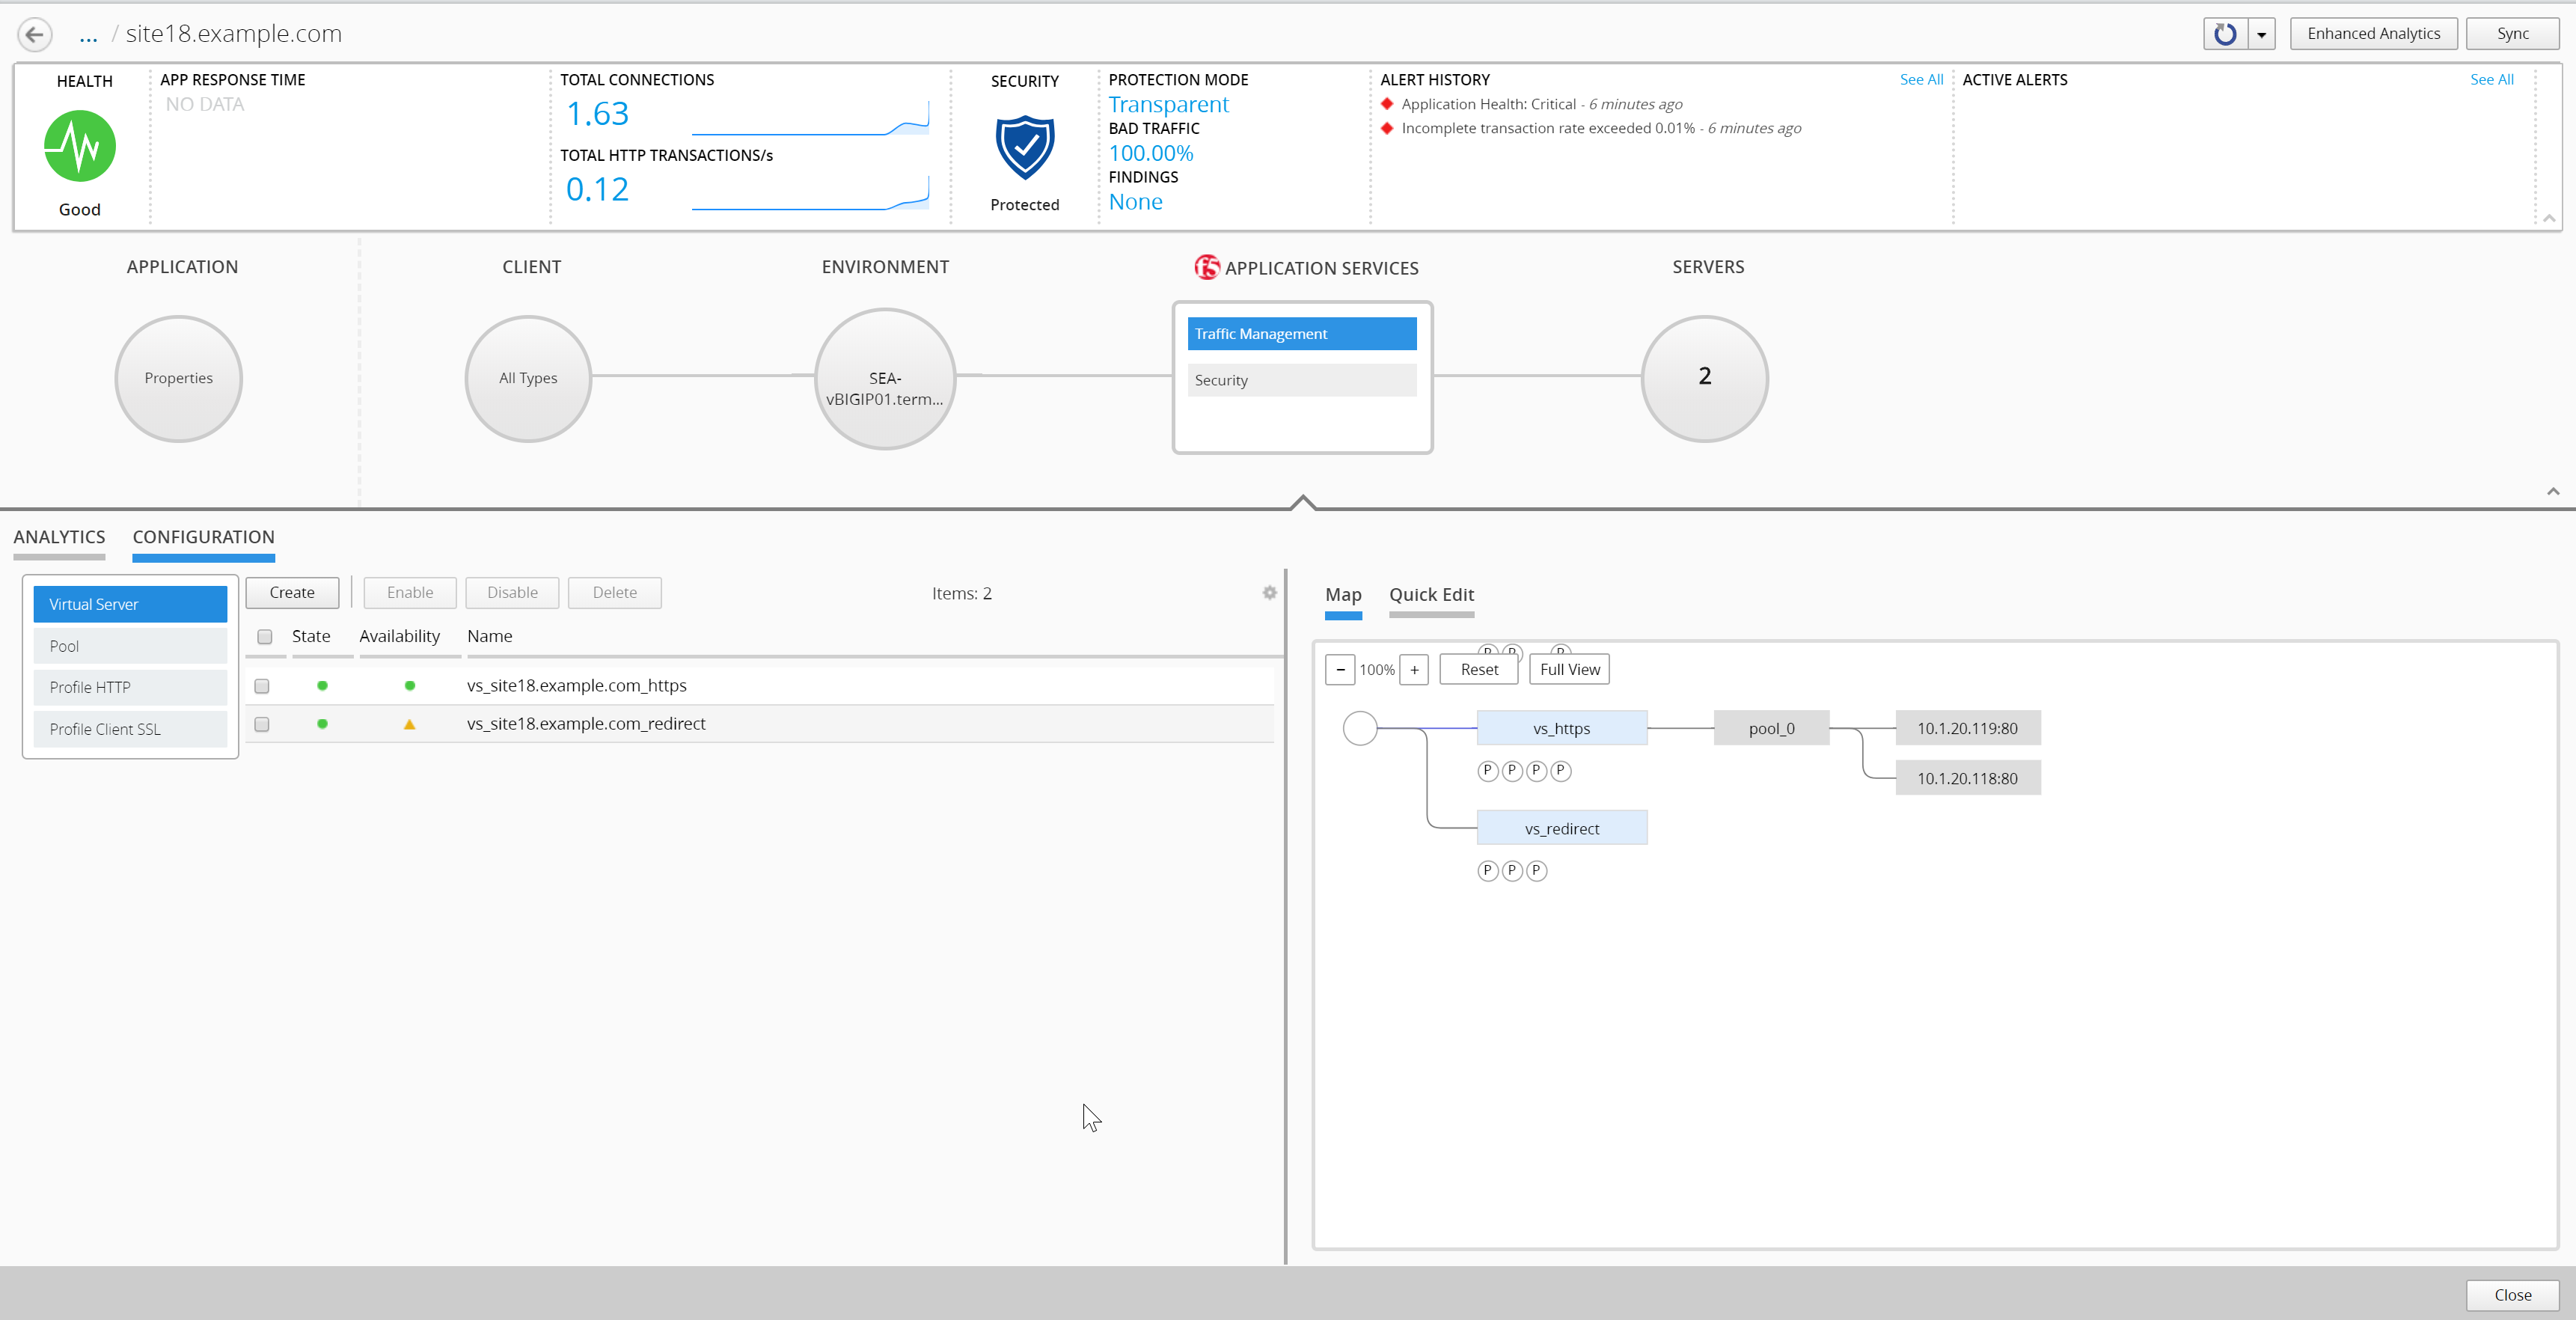 ... / site18.example.com
Enhanced Analytics
Sync
HEALTH
Good
APP RESPONSE TIME
NO DATA
TOTAL CONNECTIONS
1.63
TOTAL HTTP TRANSACTIONS/s
0.12
SECURITY
Protected
PROTECTION MODE
Transparent
BAD TRAFFIC
100.00%
FINDINGS
None
ALERT HISTORY
See All
Application Health: Critical - 6 minutes ago
Incomplete transaction rate exceeded 0.01% - 6 minutes ago
ACTIVE ALERTS
See All
APPLICATION
CLIENT
ENVIRONMENT
f5 APPLICATION SERVICES
SERVERS
Properties
All Types
SEA-
vBIGIP01.term...
Traffic Management
Security
2
ANALYTICS
CONFIGURATION
Virtual Server
Pool
Profile HTTP
Profile Client SSL
Create
Enable
Disable
Delete
Items: 2
State
Availability
Name
vs_site18.example.com_https
vs_site18.example.com_redirect
Map
Quick Edit
P P P
− 100% +
Reset
Full View
vs_https
pool_0
10.1.20.119:80
10.1.20.118:80
P P P P
vs_redirect
P P P
Close